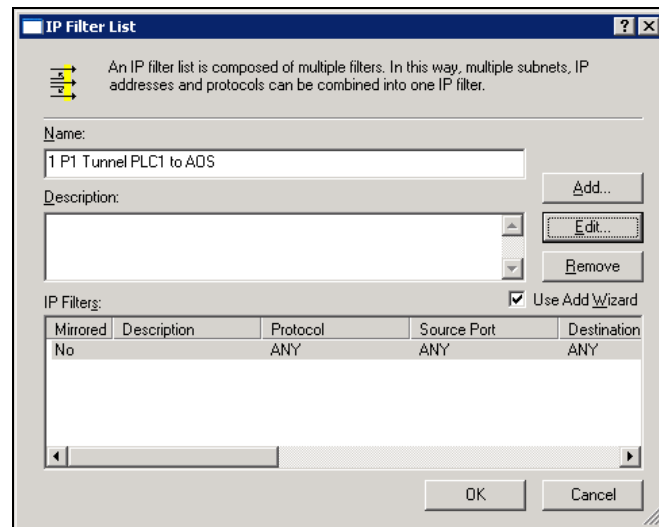 IP Filter List
An IP filter list is composed of multiple filters. In this way, multiple subnets, IP
addresses and protocols can be combined into one IP filter.
Name:
1 P1 Tunnel PLC1 to AOS
Add...
Description:
Edit...
Remove
IP Filters:
Use Add Wizard
Mirrored Description Protocol Source Port Destination
No ANY ANY ANY
OK Cancel